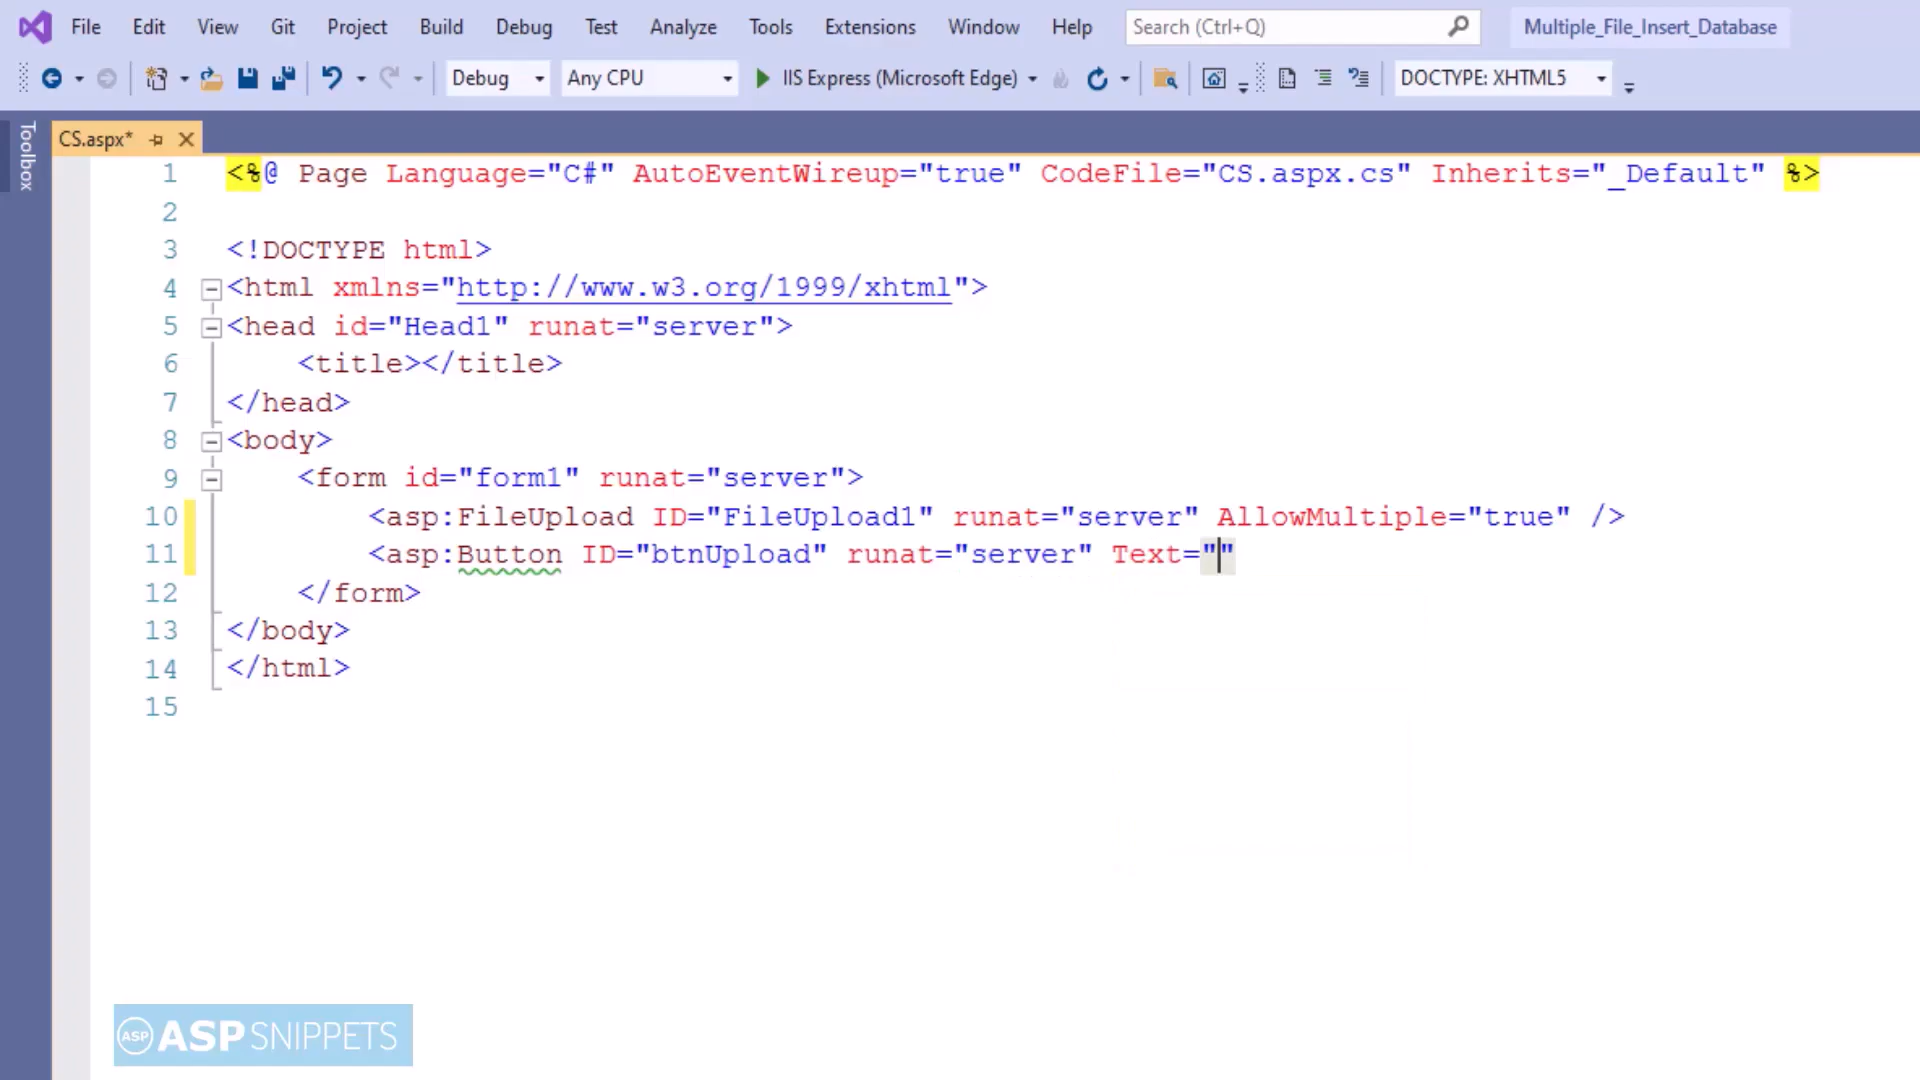 File Edit View Git Project Build Debug Test Analyze Tools Extensions Window Help Search (Ctrl+Q) Multiple_File_Insert_Database
Debug Any CPU IIS Express (Microsoft Edge) DOCTYPE: XHTML5
Toolbox
CS.aspx*
1 <%@ Page Language="C#" AutoEventWireup="true" CodeFile="CS.aspx.cs" Inherits="_Default" %>
2
3 <!DOCTYPE html>
4 <html xmlns="http://www.w3.org/1999/xhtml">
5 <head id="Head1" runat="server">
6 <title></title>
7 </head>
8 <body>
9 <form id="form1" runat="server">
10 <asp:FileUpload ID="FileUpload1" runat="server" AllowMultiple="true" />
11 <asp:Button ID="btnUpload" runat="server" Text=""
12 </form>
13 </body>
14 </html>
15
ASP ASPSNIPPETS